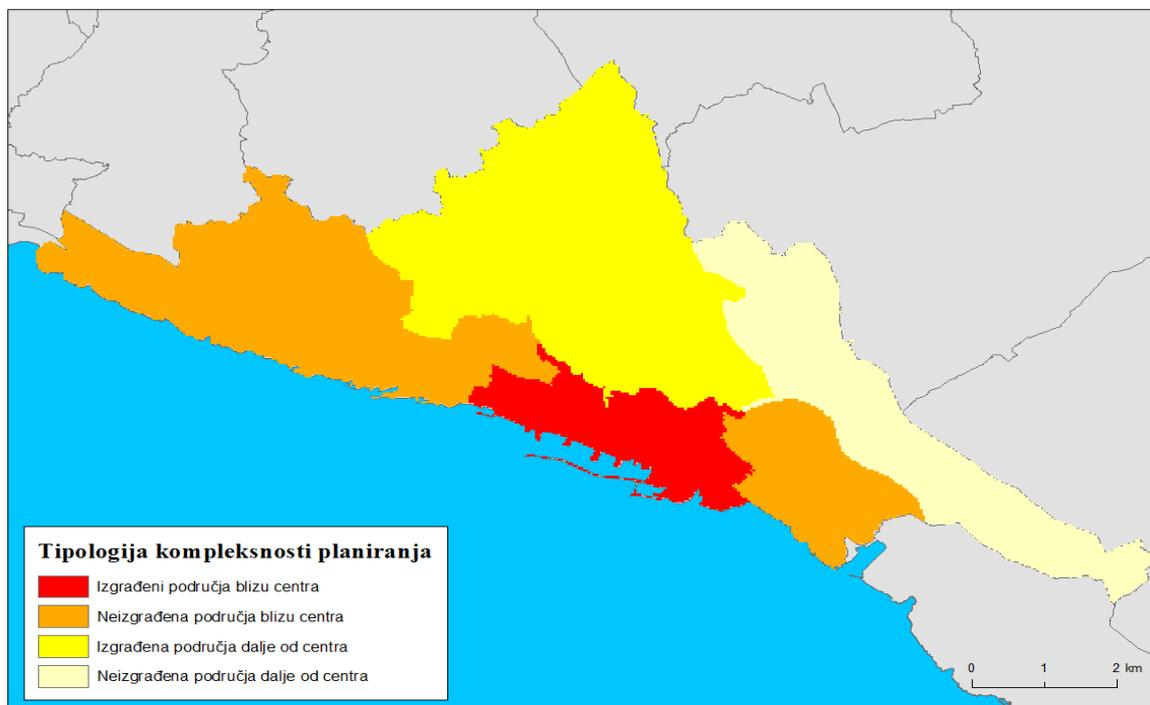 Tipologija kompleksnosti planiranja
Izgrađeni područja blizu centra
Neizgrađena područja blizu centra
Izgrađena područja dalje od centra
Neizgrađena područja dalje od centra
0 1 2 km